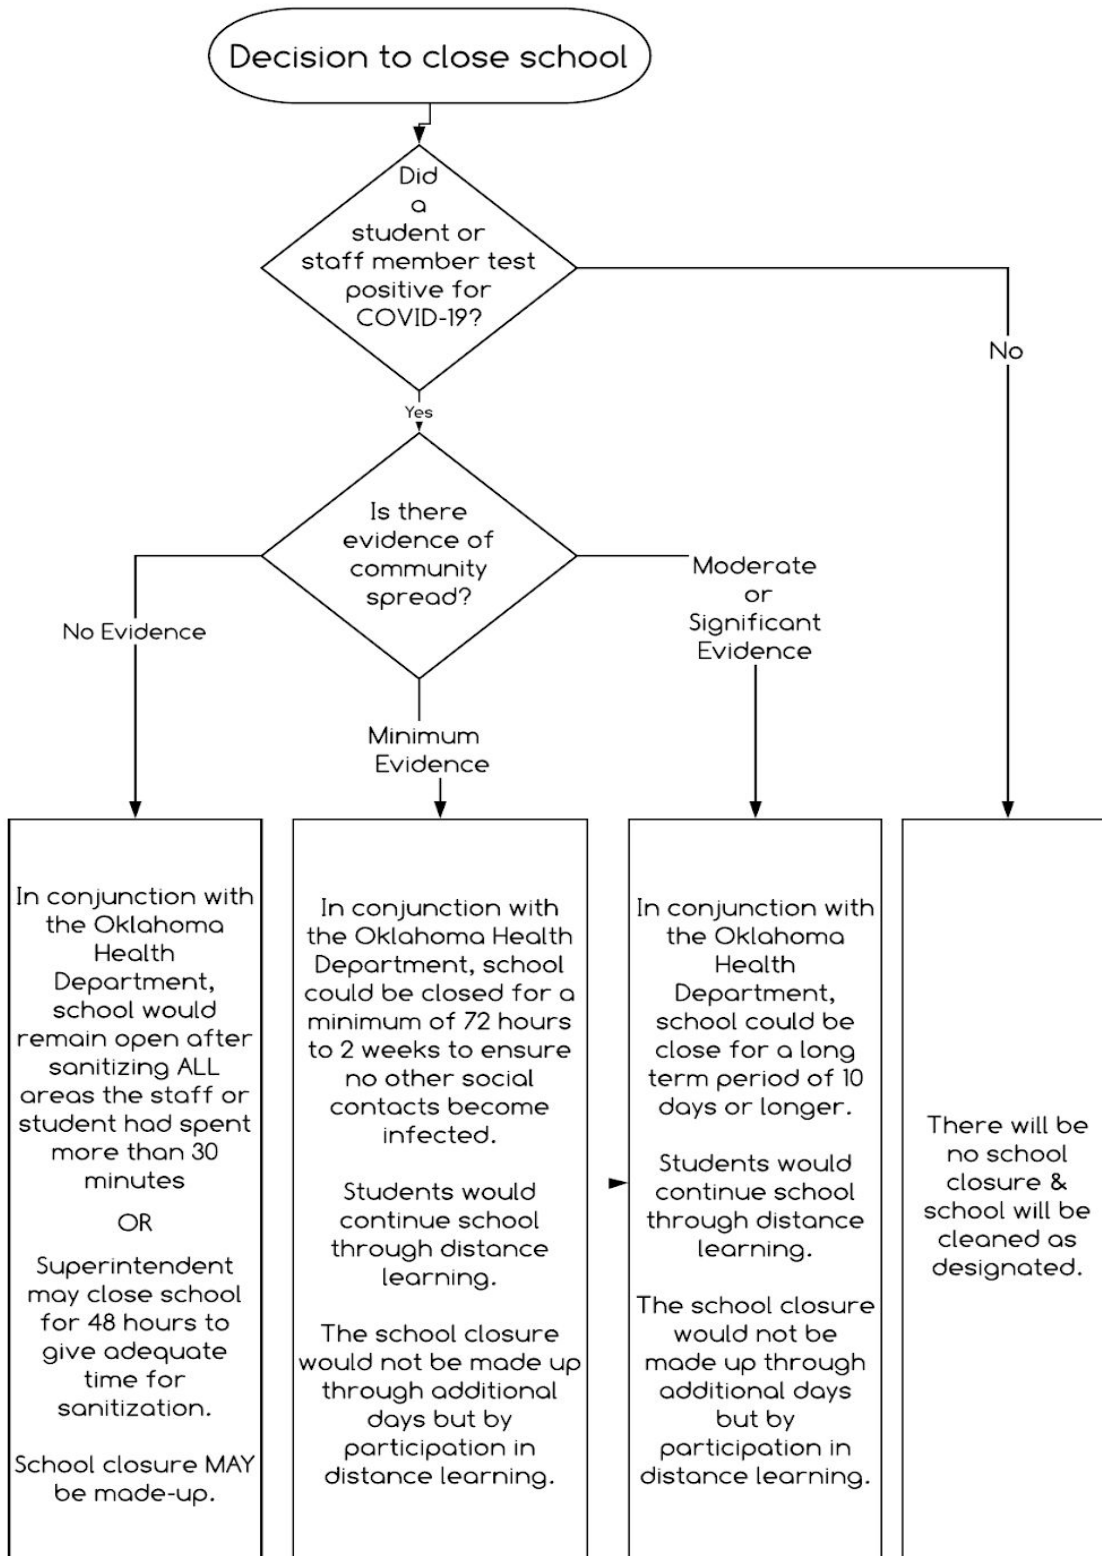 Decision to close school
Did
a
student or
staff member test
positive for
COVID-19?
No
Yes
Is there
evidence of
community
spread?
No Evidence
Moderate
or
Significant
Evidence
Minimum
Evidence
In conjunction with
the Oklahoma
Health
Department,
school would
remain open after
sanitizing ALL
areas the staff or
student had spent
more than 30
minutes
OR
Superintendent
may close school
for 48 hours to
give adequate
time for
sanitization.
School closure MAY
be made-up.
In conjunction with
the Oklahoma Health
Department, school
could be closed for a
minimum of 72 hours
to 2 weeks to ensure
no other social
contacts become
infected.
Students would
continue school
through distance
learning.
The school closure
would not be made up
through additional
days but by
participation in
distance learning.
In conjunction with
the Oklahoma
Health
Department,
school could be
close for a long
term period of 10
days or longer.
Students would
continue school
through distance
learning.
The school closure
would not be
made up through
additional days
but by
participation in
distance learning.
There will be
no school
closure &
school will be
cleaned as
designated.